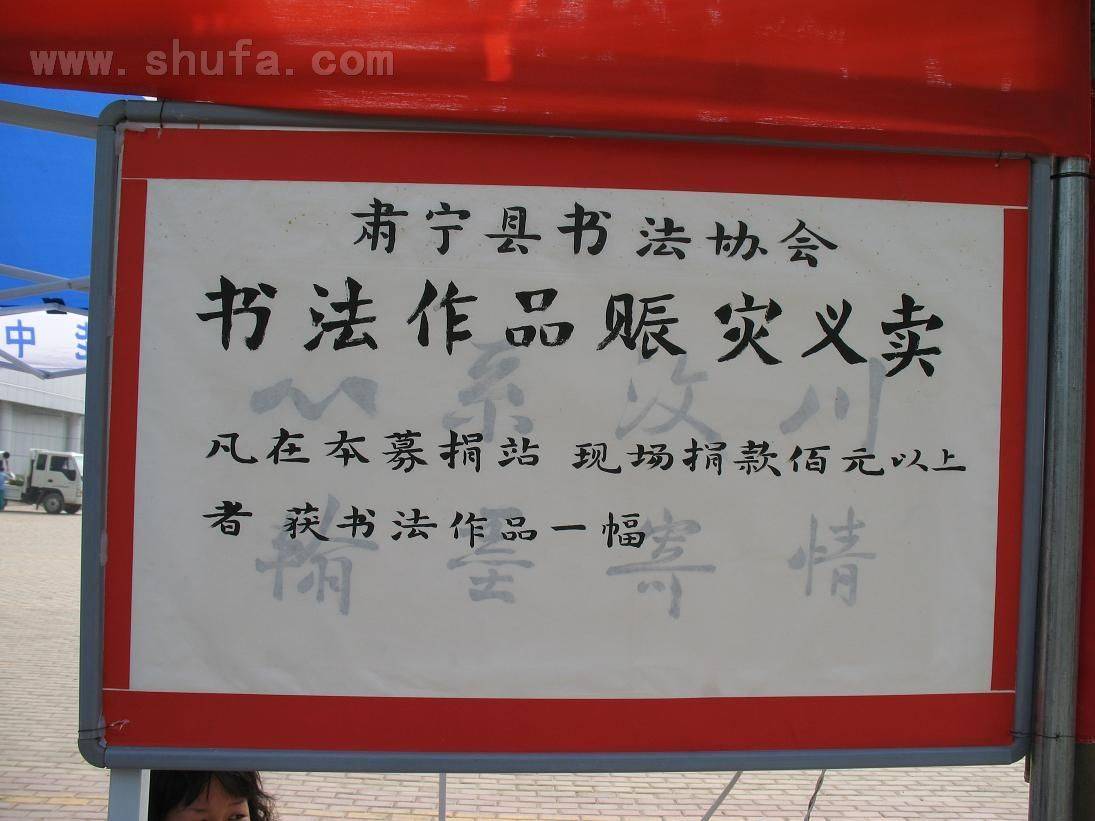 www.shufa.com
肃宁县书法协会
书法作品赈灾义卖
心系汶川
凡在本募捐站 现场捐款佰元以上
者 获书法作品一幅
翰墨寄情
中